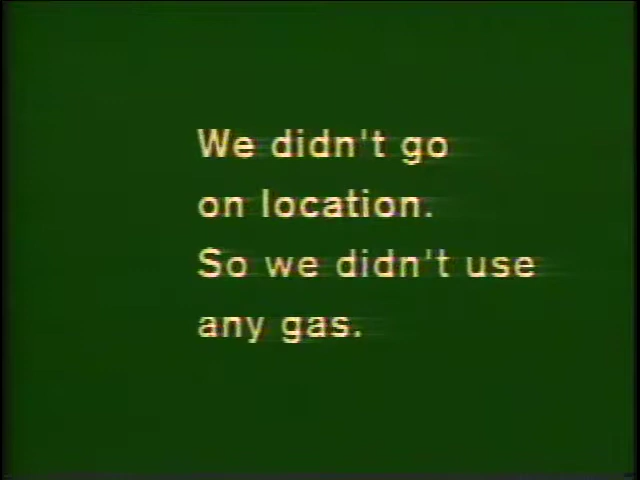 We didn't go
on location.
So we didn't use
any gas.